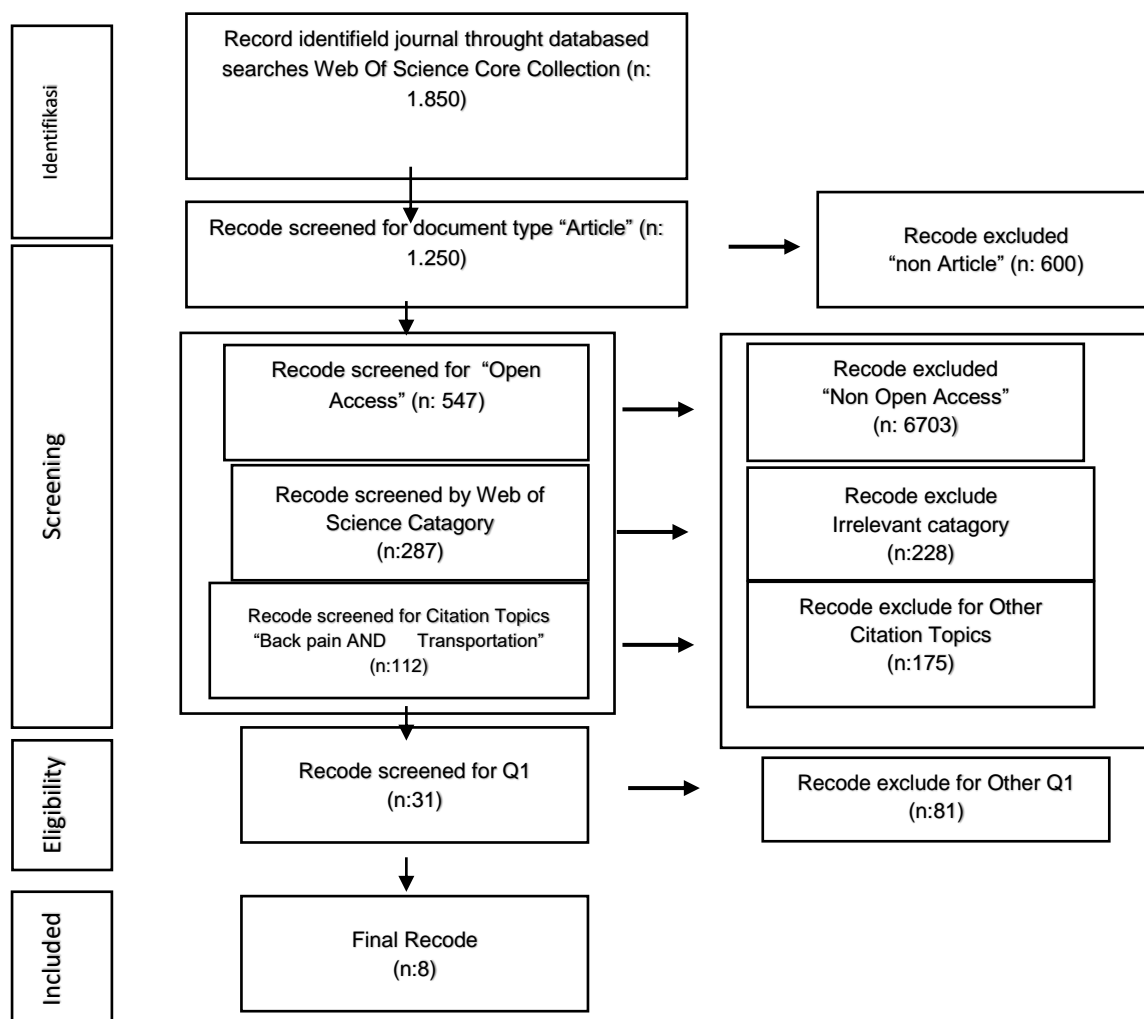 Identifikasi
Record identifield journal throught databased
searches Web Of Science Core Collection (n:
1.850)
Recode screened for document type “Article” (n:
1.250)
Recode excluded
“non Article” (n: 600)
Screening
Recode screened for “Open
Access” (n: 547)
Recode excluded
“Non Open Access”
(n: 6703)
Recode screened by Web of
Science Catagory
(n:287)
Recode exclude
Irrelevant catagory
(n:228)
Recode screened for Citation Topics
“Back pain AND Transportation”
(n:112)
Recode exclude for Other
Citation Topics
(n:175)
Eligibility
Recode screened for Q1
(n:31)
Recode exclude for Other Q1
(n:81)
Included
Final Recode
(n:8)